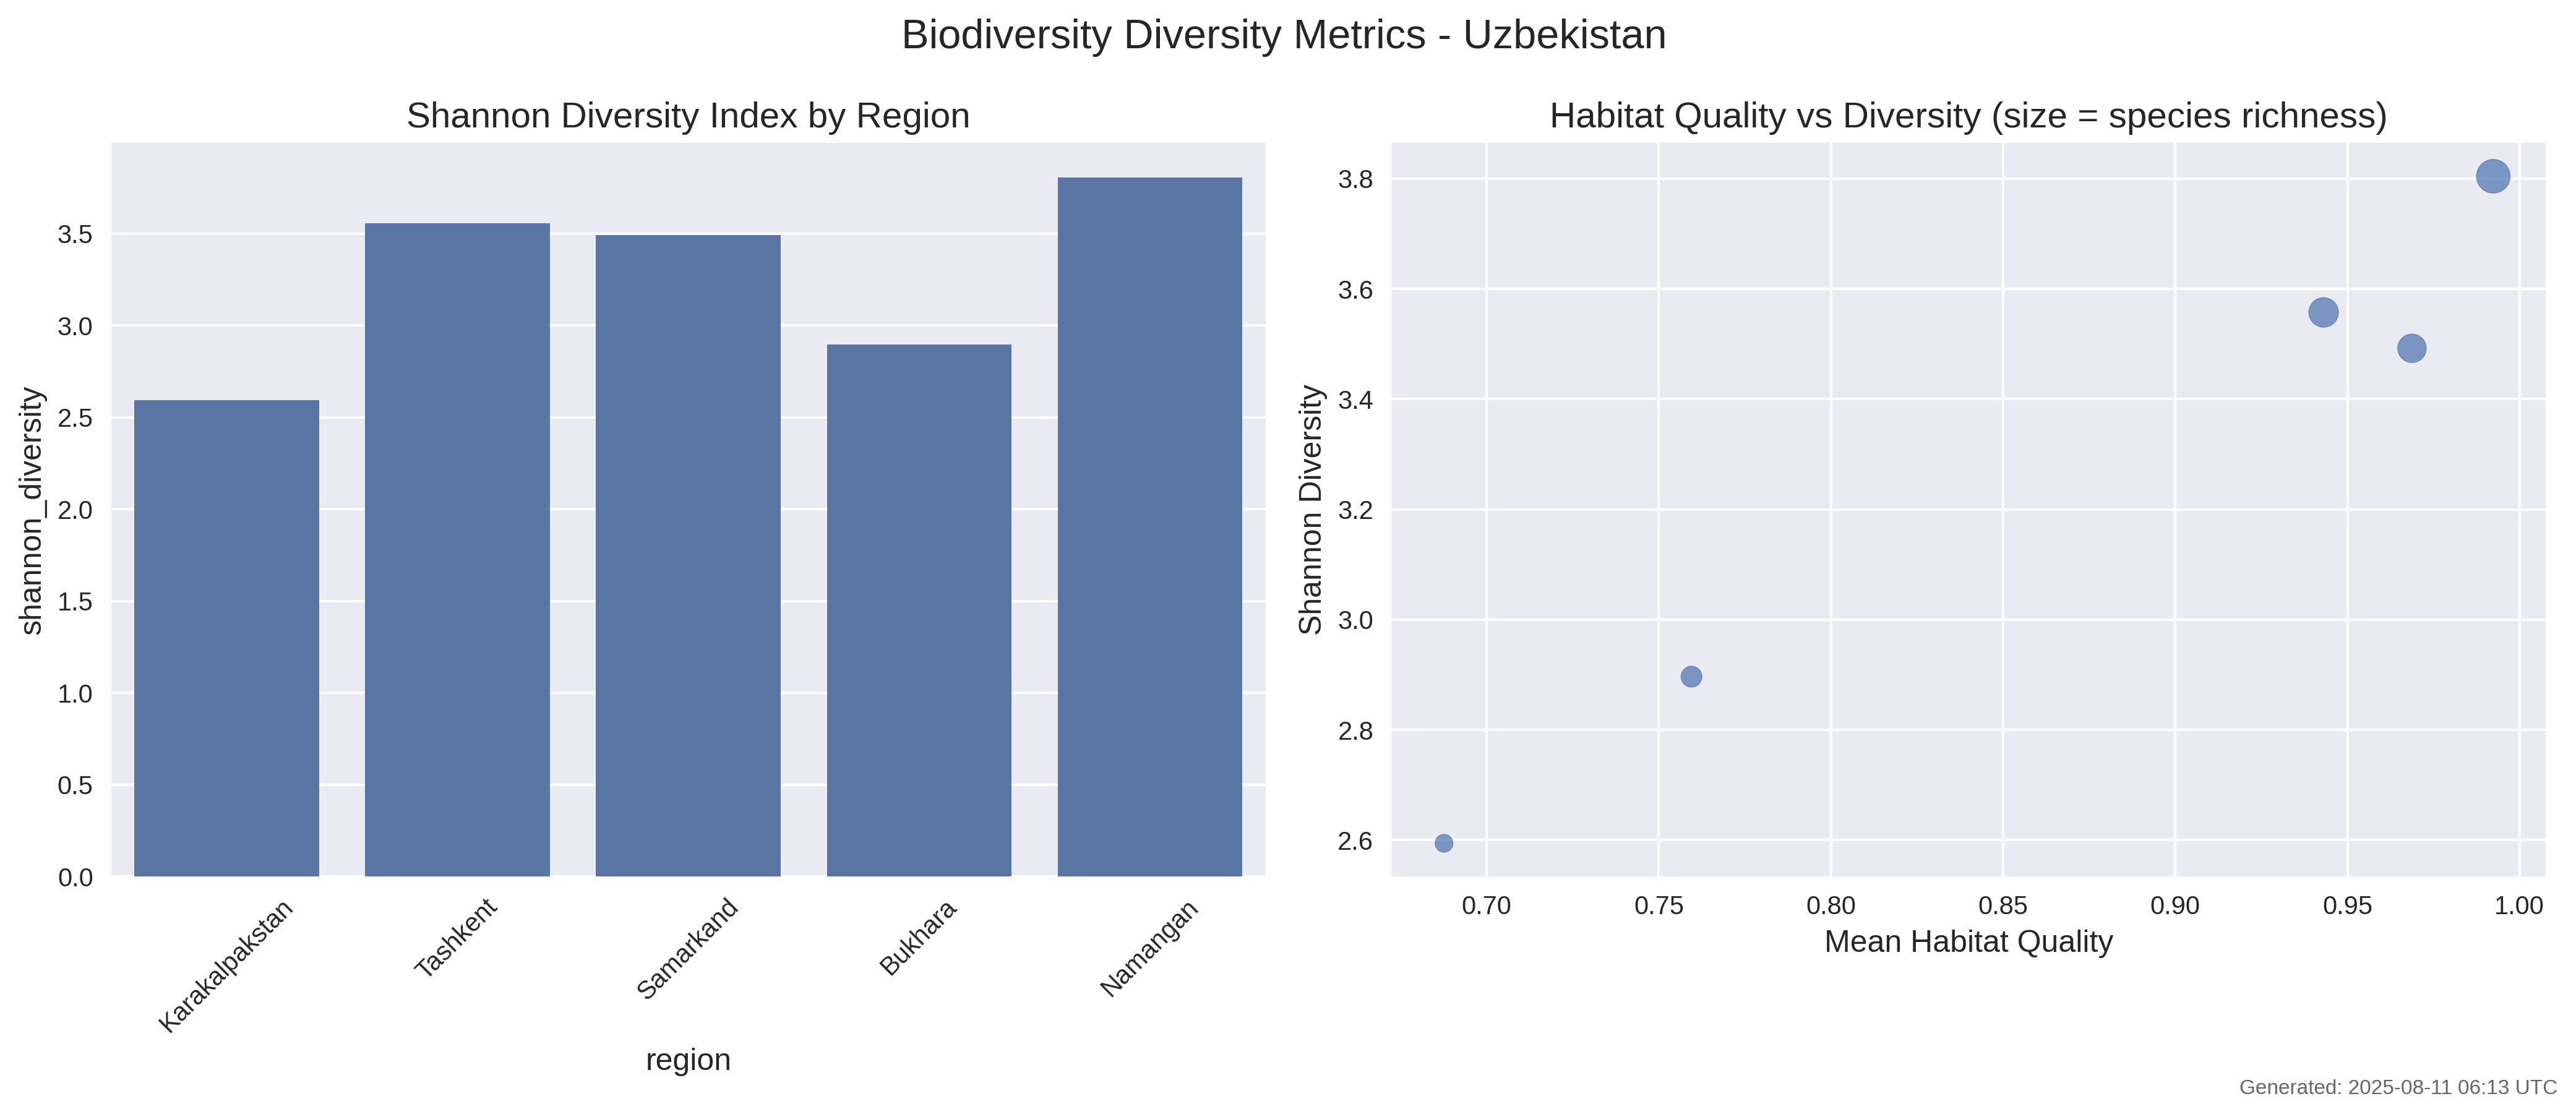 Biodiversity Diversity Metrics - Uzbekistan
Shannon Diversity Index by Region
shannon_diversity
3.5
3.0
2.5
2.0
1.5
1.0
0.5
0.0
Karakalpakstan
Tashkent
Samarkand
Bukhara
Namangan
region
Habitat Quality vs Diversity (size = species richness)
Shannon Diversity
3.8
3.6
3.4
3.2
3.0
2.8
2.6
0.70
0.75
0.80
0.85
0.90
0.95
1.00
Mean Habitat Quality
Generated: 2025-08-11 06:13 UTC